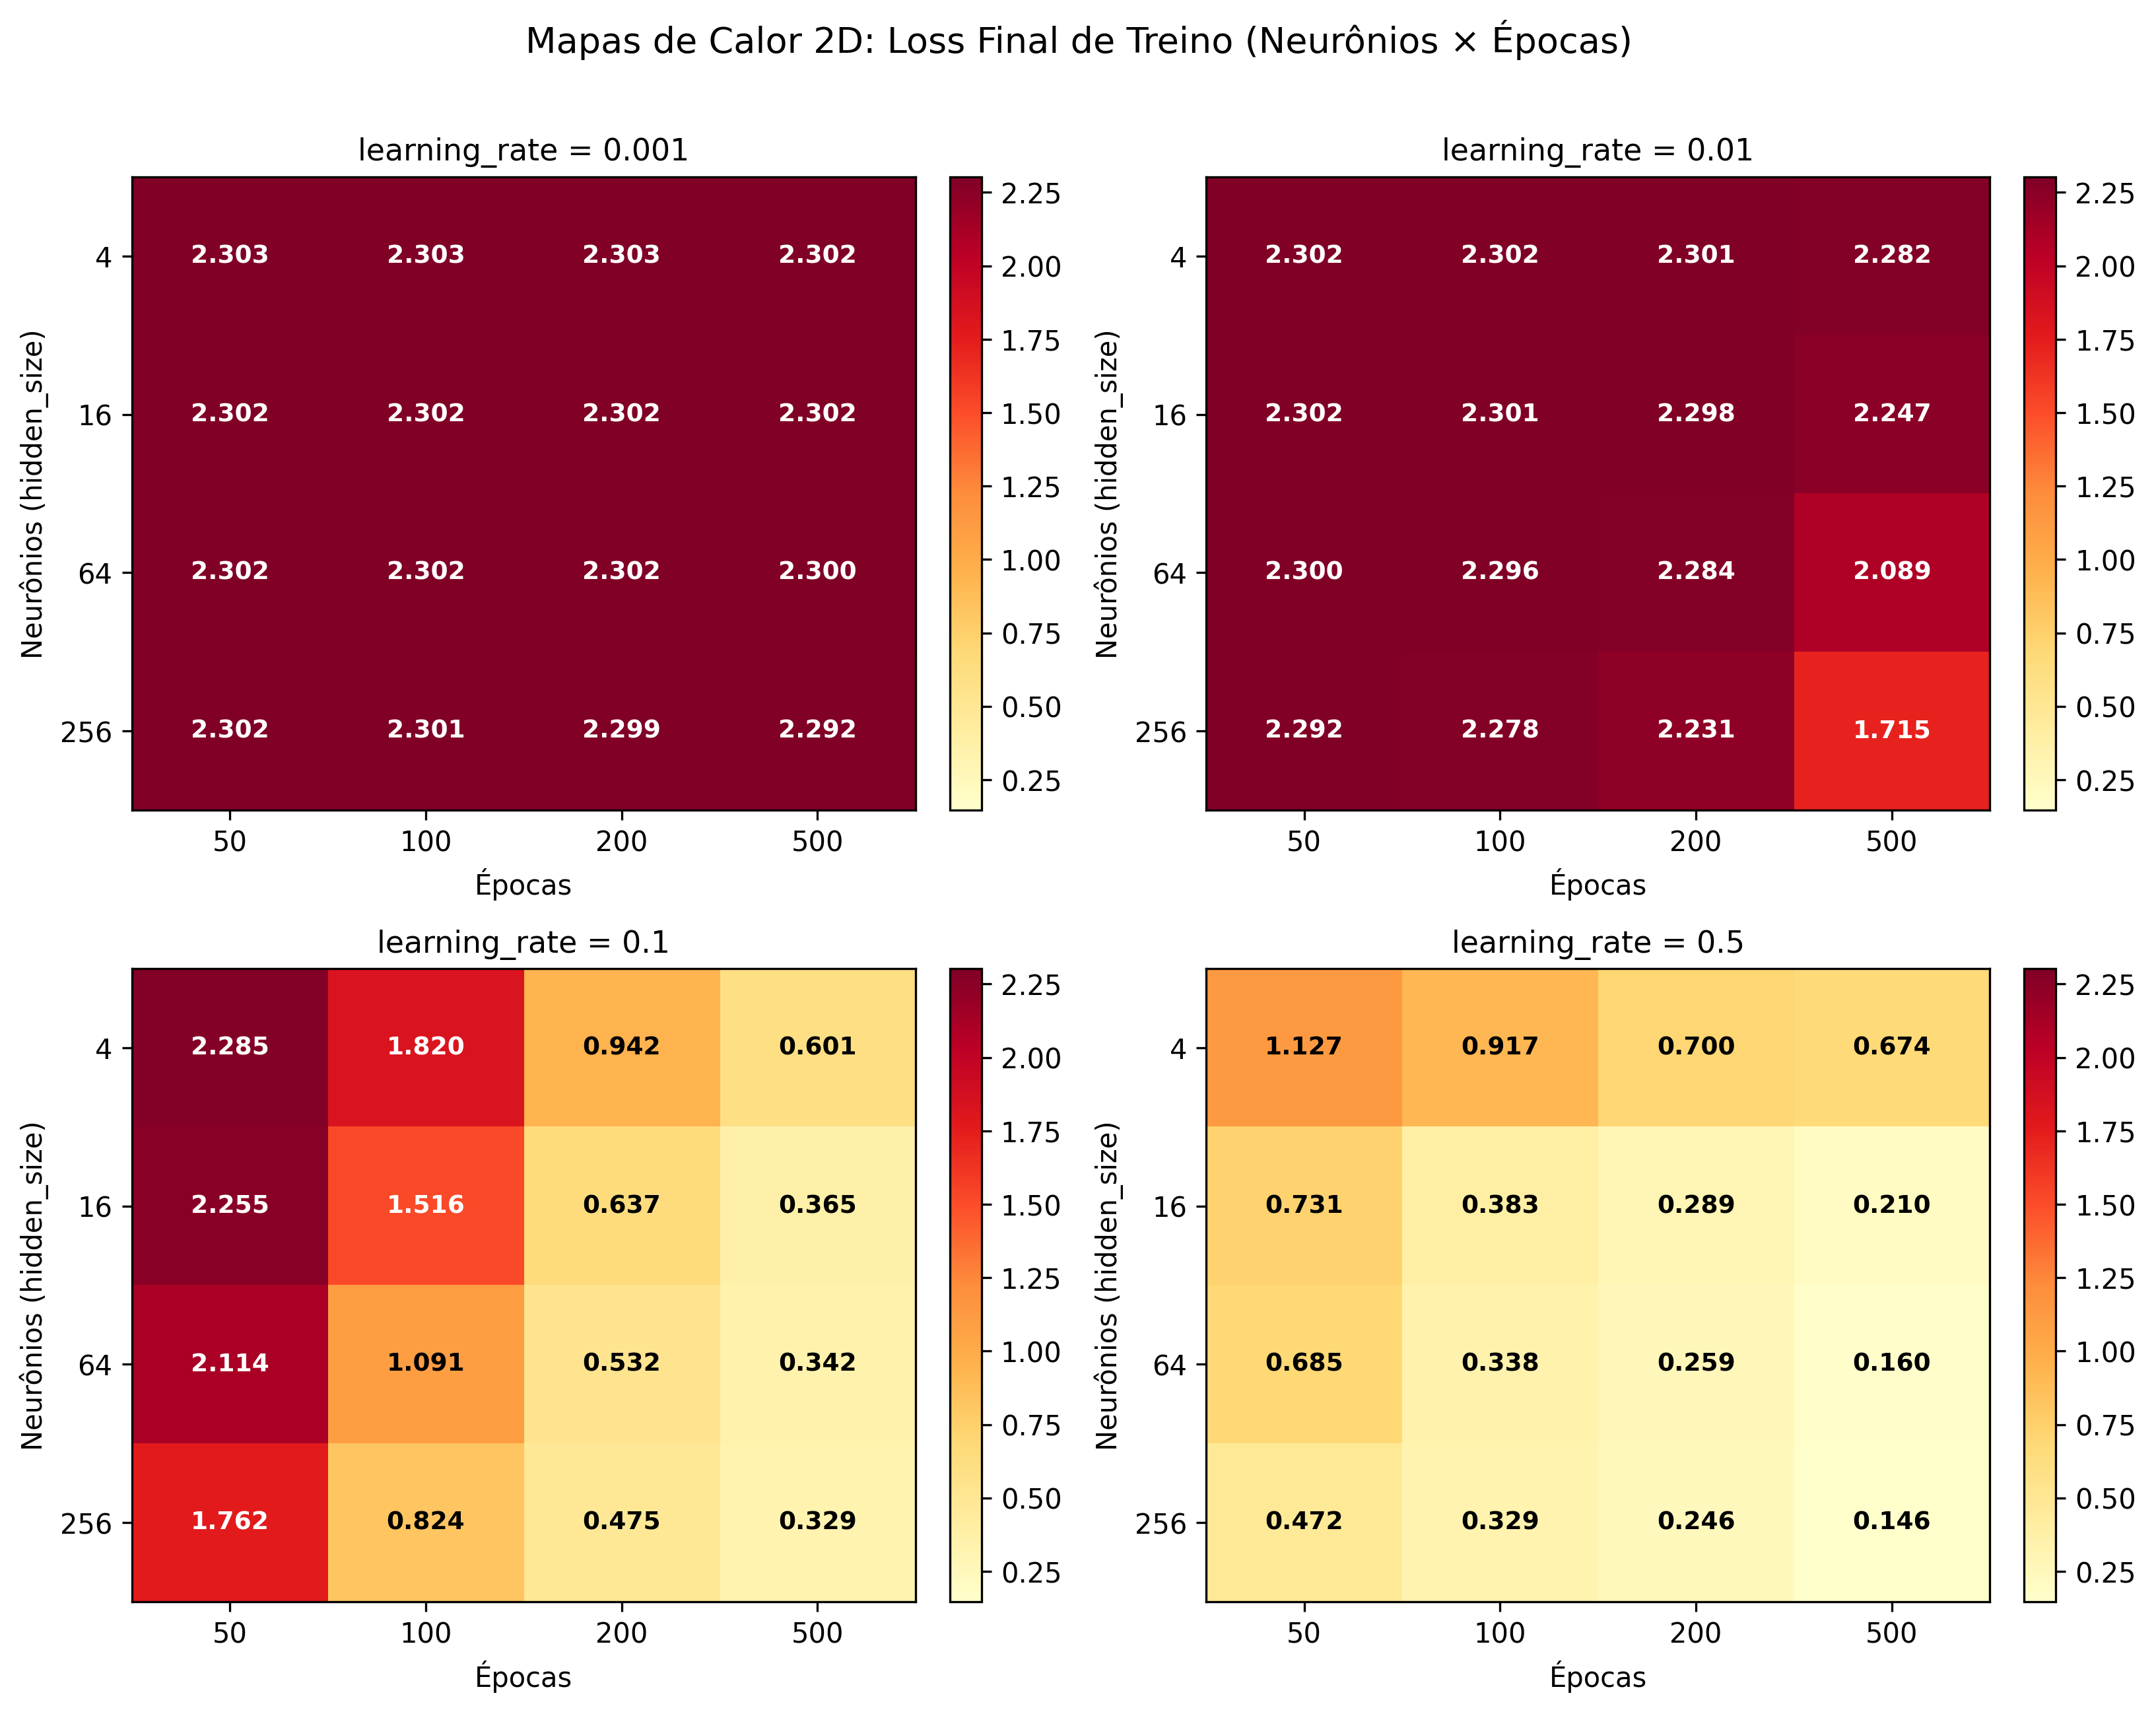 Mapas de Calor 2D: Loss Final de Treino (Neurônios × Épocas)
learning_rate = 0.001
Neurônios (hidden_size)
4 2.303 2.303 2.303 2.302
16 2.302 2.302 2.302 2.302
64 2.302 2.302 2.302 2.300
256 2.302 2.301 2.299 2.292
50 100 200 500
Épocas
2.25
2.00
1.75
1.50
1.25
1.00
0.75
0.50
0.25
learning_rate = 0.01
Neurônios (hidden_size)
4 2.302 2.302 2.301 2.282
16 2.302 2.301 2.298 2.247
64 2.300 2.296 2.284 2.089
256 2.292 2.278 2.231 1.715
50 100 200 500
Épocas
2.25
2.00
1.75
1.50
1.25
1.00
0.75
0.50
0.25
learning_rate = 0.1
Neurônios (hidden_size)
4 2.285 1.820 0.942 0.601
16 2.255 1.516 0.637 0.365
64 2.114 1.091 0.532 0.342
256 1.762 0.824 0.475 0.329
50 100 200 500
Épocas
2.25
2.00
1.75
1.50
1.25
1.00
0.75
0.50
0.25
learning_rate = 0.5
Neurônios (hidden_size)
4 1.127 0.917 0.700 0.674
16 0.731 0.383 0.289 0.210
64 0.685 0.338 0.259 0.160
256 0.472 0.329 0.246 0.146
50 100 200 500
Épocas
2.25
2.00
1.75
1.50
1.25
1.00
0.75
0.50
0.25